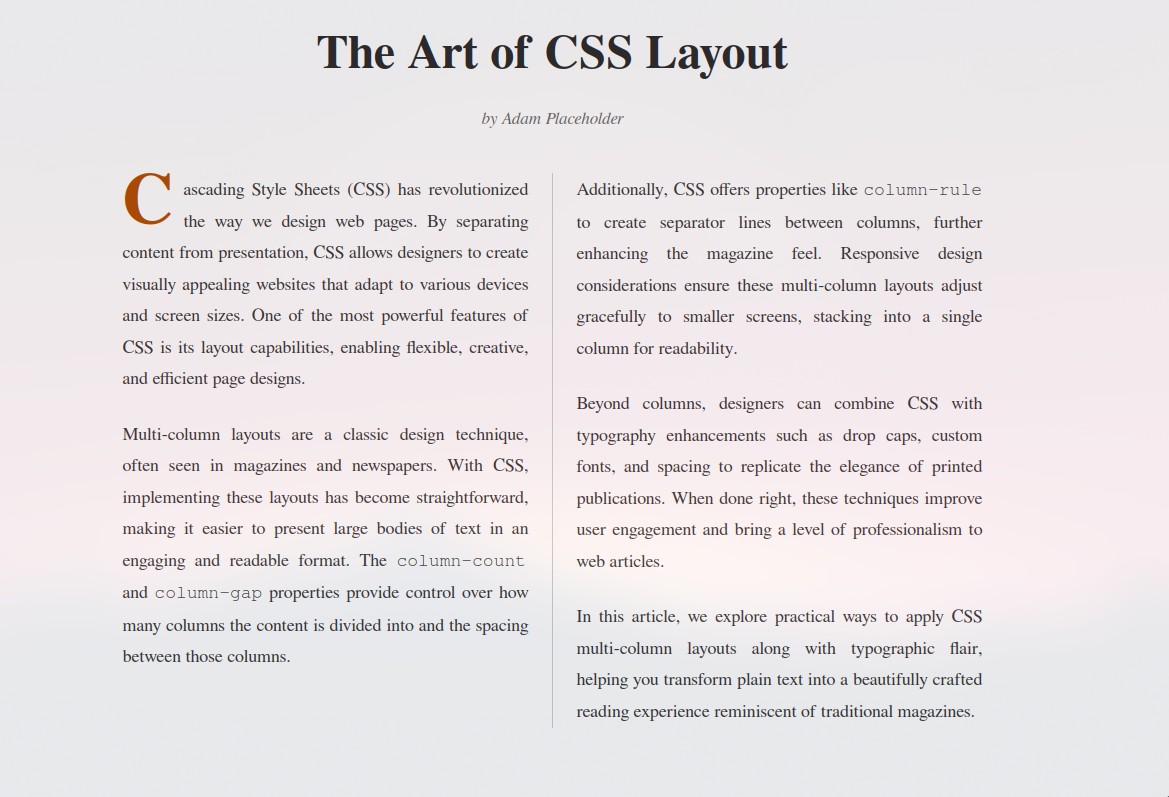 The Art of CSS Layout
by Adam Placeholder
Cascading Style Sheets (CSS) has revolutionized
the way we design web pages. By separating
content from presentation, CSS allows designers to create
visually appealing websites that adapt to various devices
and screen sizes. One of the most powerful features of
CSS is its layout capabilities, enabling flexible, creative,
and efficient page designs.
Multi-column layouts are a classic design technique,
often seen in magazines and newspapers. With CSS,
implementing these layouts has become straightforward,
making it easier to present large bodies of text in an
engaging and readable format. The column-count
and column-gap properties provide control over how
many columns the content is divided into and the spacing
between those columns.
Additionally, CSS offers properties like column-rule
to create separator lines between columns, further
enhancing the magazine feel. Responsive design
considerations ensure these multi-column layouts adjust
gracefully to smaller screens, stacking into a single
column for readability.
Beyond columns, designers can combine CSS with
typography enhancements such as drop caps, custom
fonts, and spacing to replicate the elegance of printed
publications. When done right, these techniques improve
user engagement and bring a level of professionalism to
web articles.
In this article, we explore practical ways to apply CSS
multi-column layouts along with typographic flair,
helping you transform plain text into a beautifully crafted
reading experience reminiscent of traditional magazines.